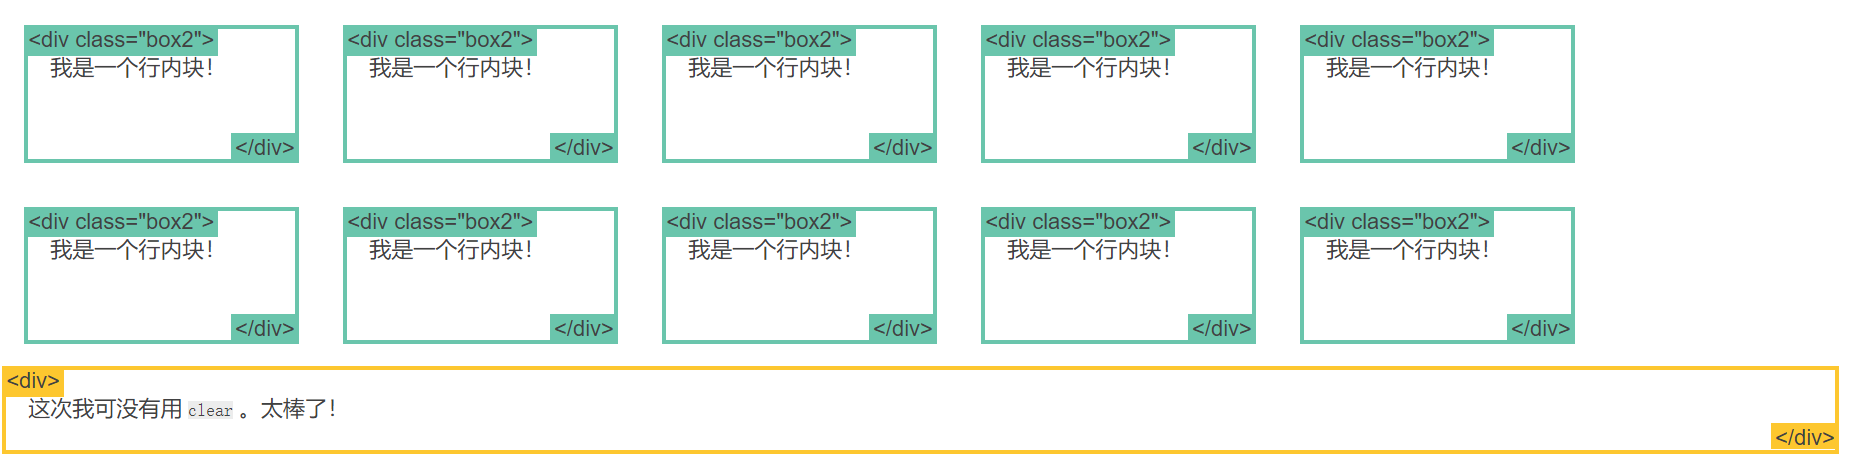 <div class="box2"> <div class="box2"> <div class="box2"> <div class="box2"> <div class="box2">
我是一个行内块! 我是一个行内块! 我是一个行内块! 我是一个行内块! 我是一个行内块!
</div> </div> </div> </div> </div>
<div class="box2"> <div class="box2"> <div class="box2"> <div class="box2"> <div class="box2">
我是一个行内块! 我是一个行内块! 我是一个行内块! 我是一个行内块! 我是一个行内块!
</div> </div> </div> </div> </div>
<div>
这次我可没有用 clear 。太棒了!
</div>